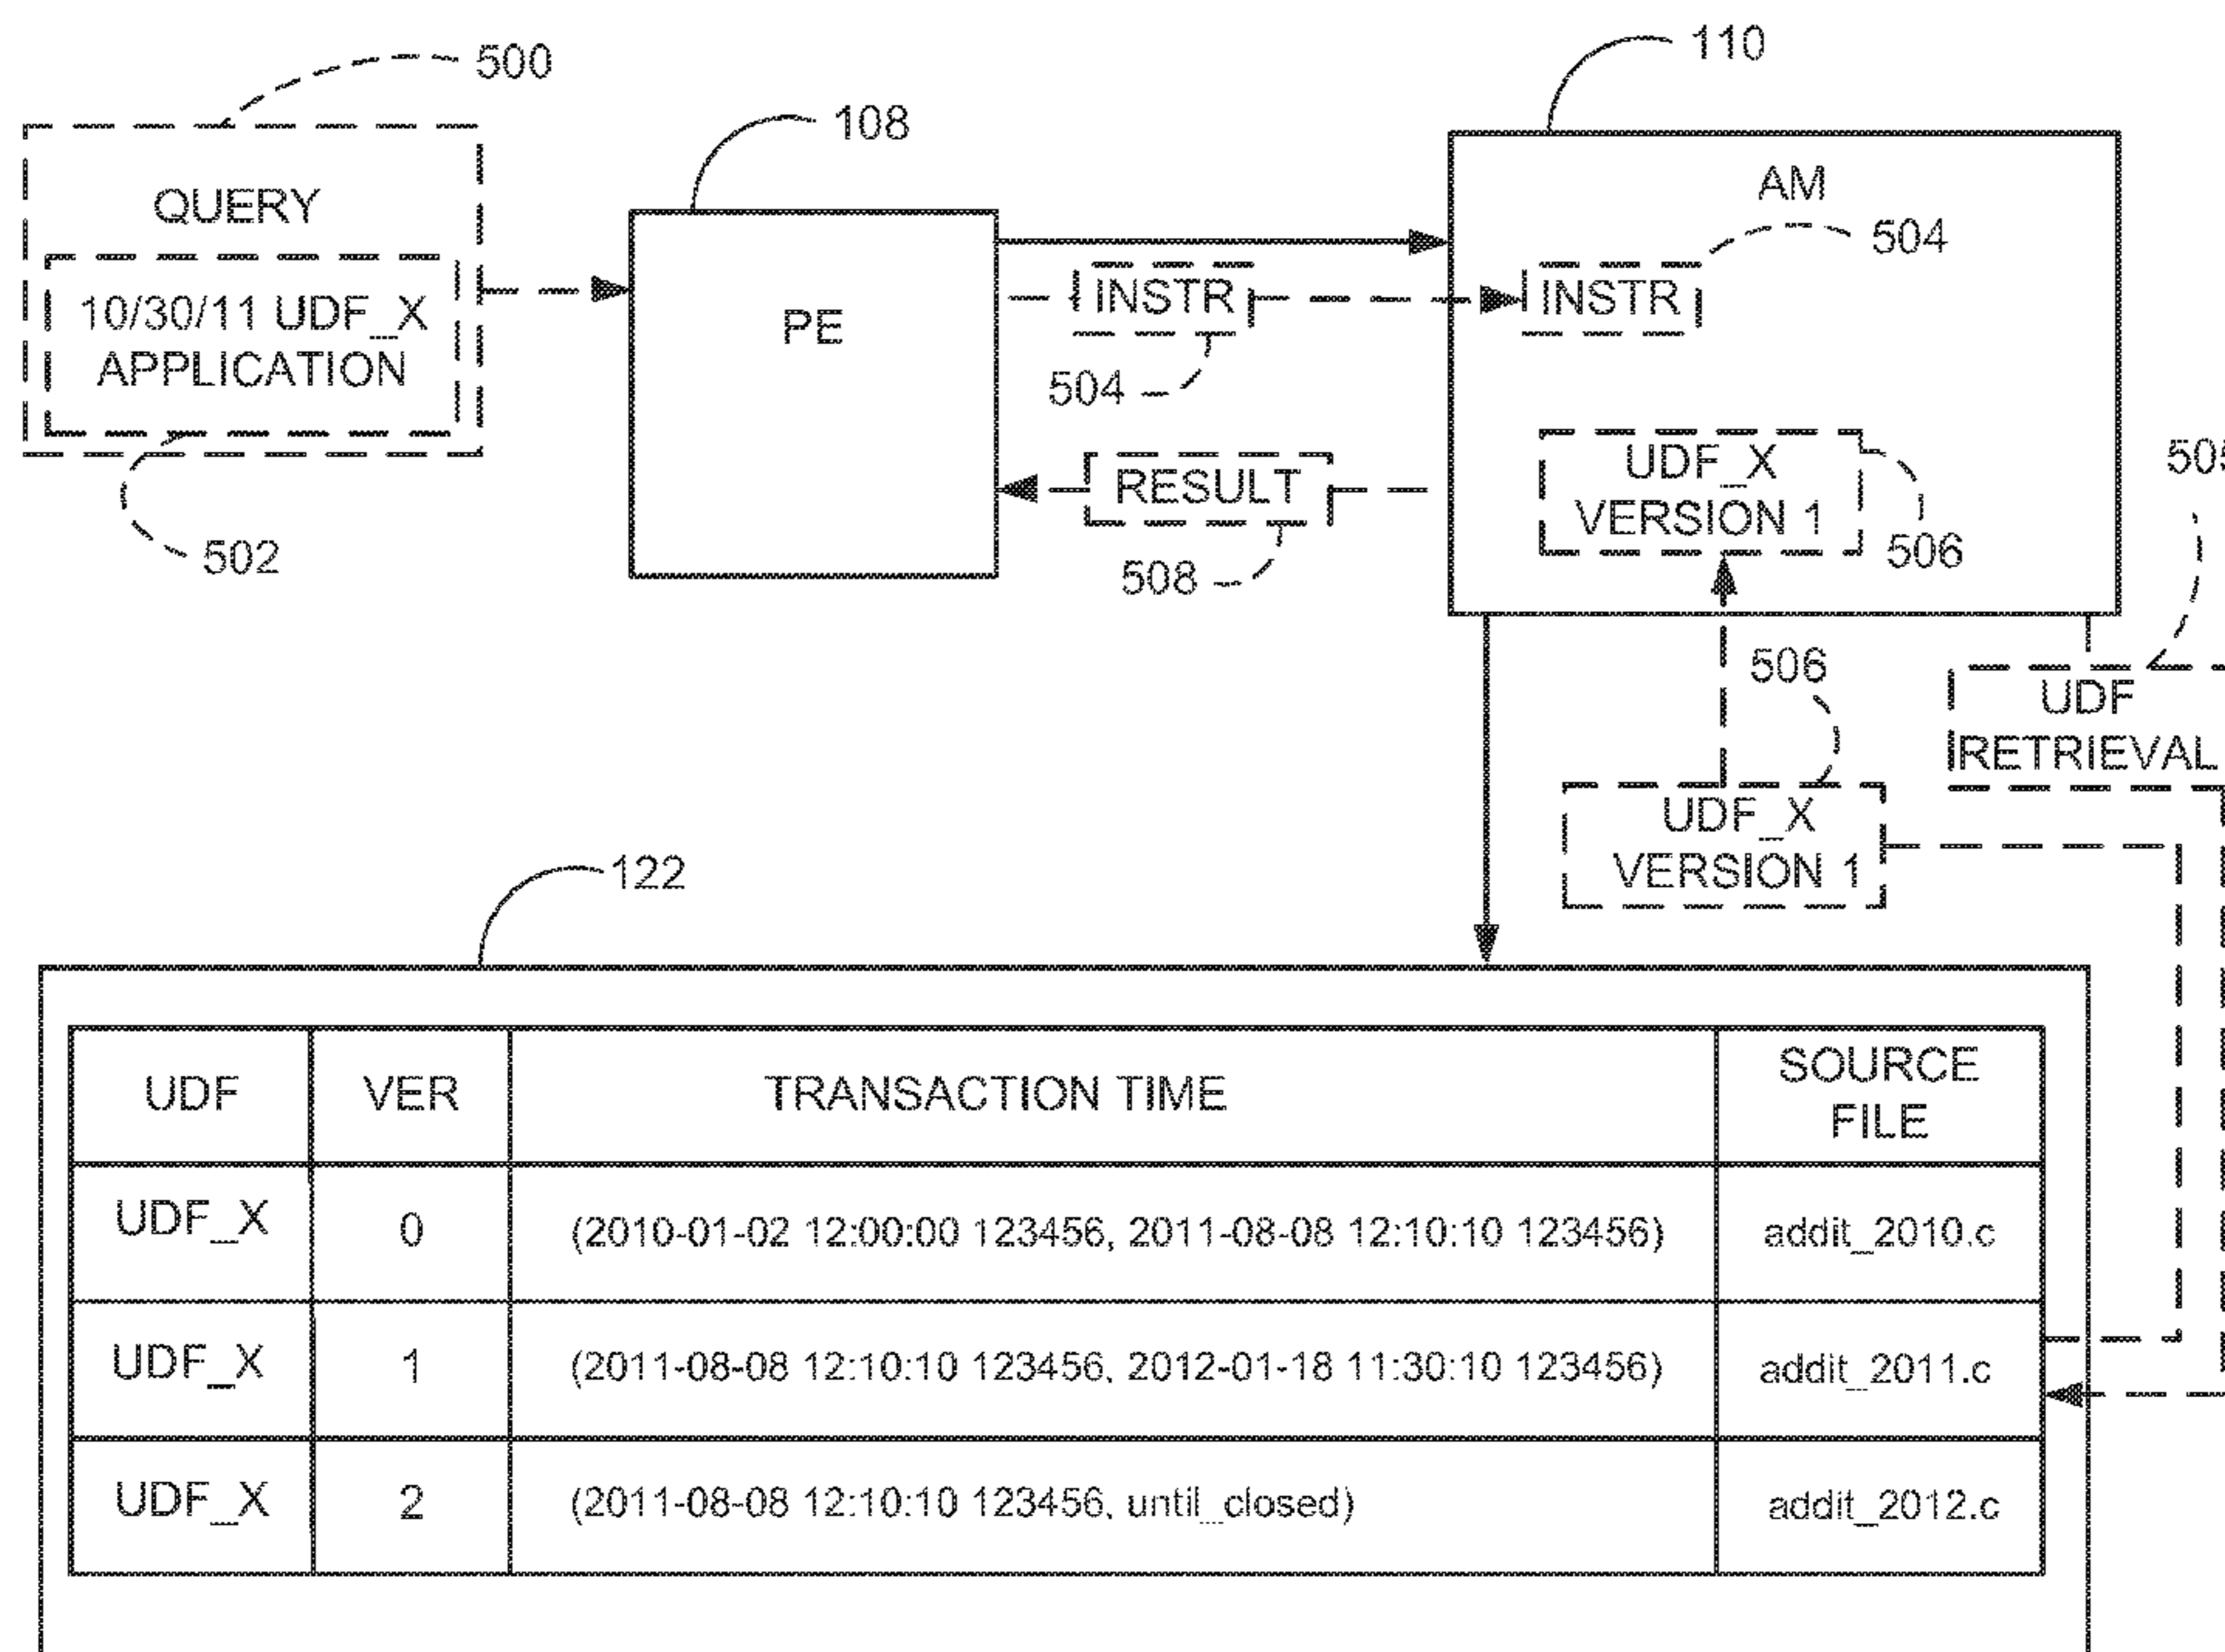 500
110
108
QUERY
10/30/11 UDF_X
APPLICATION
502
PE
INSTR
504
RESULT
508
AM
504
INSTR
UDF_X
VERSION 1
506
505
506
UDF
RETRIEVAL
UDF_X
VERSION 1
122
UDF VER TRANSACTION TIME SOURCE
FILE
UDF_X 0 (2010-01-02 12:00:00 123456, 2011-08-08 12:10:10 123456) addit_2010.c
UDF_X 1 (2011-08-08 12:10:10 123456, 2012-01-18 11:30:10 123456) addit_2011.c
UDF_X 2 (2011-08-08 12:10:10 123456, until_closed) addit_2012.c